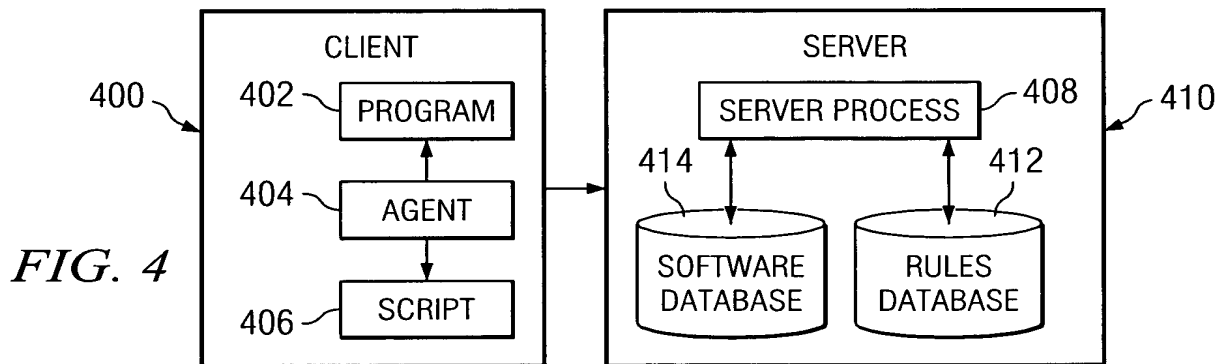 CLIENT
SERVER
400
402
PROGRAM
SERVER PROCESS
408
410
404
AGENT
414
412
FIG. 4
406
SCRIPT
SOFTWARE
DATABASE
RULES
DATABASE